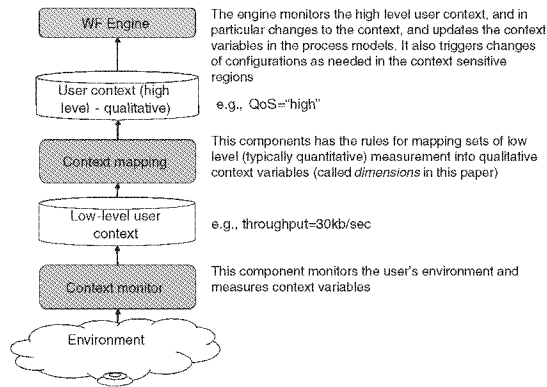 WF Engine
The engine monitors the high level user context, and in
particular changes to the context, and updates the context
variables in the process models. It also triggers changes
of configurations as needed in the context sensitive
regions
User context (high
level - qualitative)
e.g., QoS="high"
Context mapping
This components has the rules for mapping sets of low
level (typically quantitative) measurement into qualitative
context variables (called dimensions in this paper)
Low-level user
context
e.g., throughput=30kb/sec
Context monitor
This component monitors the user's environment and
measures context variables
Environment